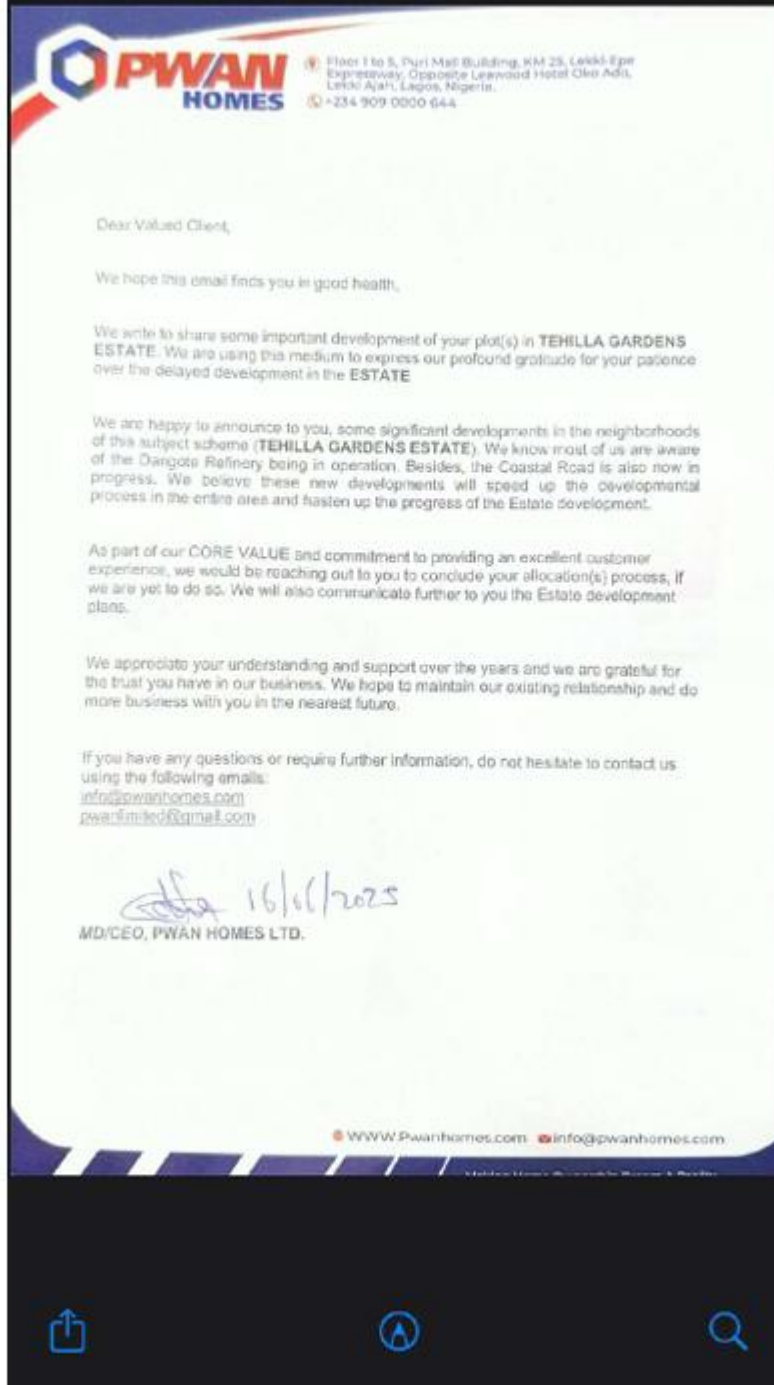 PWAN
HOMES
Floor 1 to 5, Puri Mall Building, KM 25, Lekki-Epe
Expressway, Opposite Leawood Hotel Oko Ado,
Lekki Ajah, Lagos, Nigeria.
+234 909 0000 644
Dear Valued Client,
We hope this email finds you in good health,
We write to share some important development of your plot(s) in TEHILLA GARDENS
ESTATE. We are using this medium to express our profound gratitude for your patience
over the delayed development in the ESTATE
We are happy to announce to you, some significant developments in the neighborhoods
of this subject scheme (TEHILLA GARDENS ESTATE). We know most of us are aware
of the Dangote Refinery being in operation. Besides, the Coastal Road is also now in
progress. We believe these new developments will speed up the developmental
process in the entire area and hasten up the progress of the Estate development.
As part of our CORE VALUE and commitment to providing an excellent customer
experience, we would be reaching out to you to conclude your allocation(s) process, if
we are yet to do so. We will also communicate further to you the Estate development
plans.
We appreciate your understanding and support over the years and we are grateful for
the trust you have in our business. We hope to maintain our existing relationship and do
more business with you in the nearest future.
If you have any questions or require further information, do not hesitate to contact us
using the following emails:
info@pwanhomes.com
pwanlimited@gmail.com
MD/CEO, PWAN HOMES LTD.
WWW.Pwanhomes.com info@pwanhomes.com